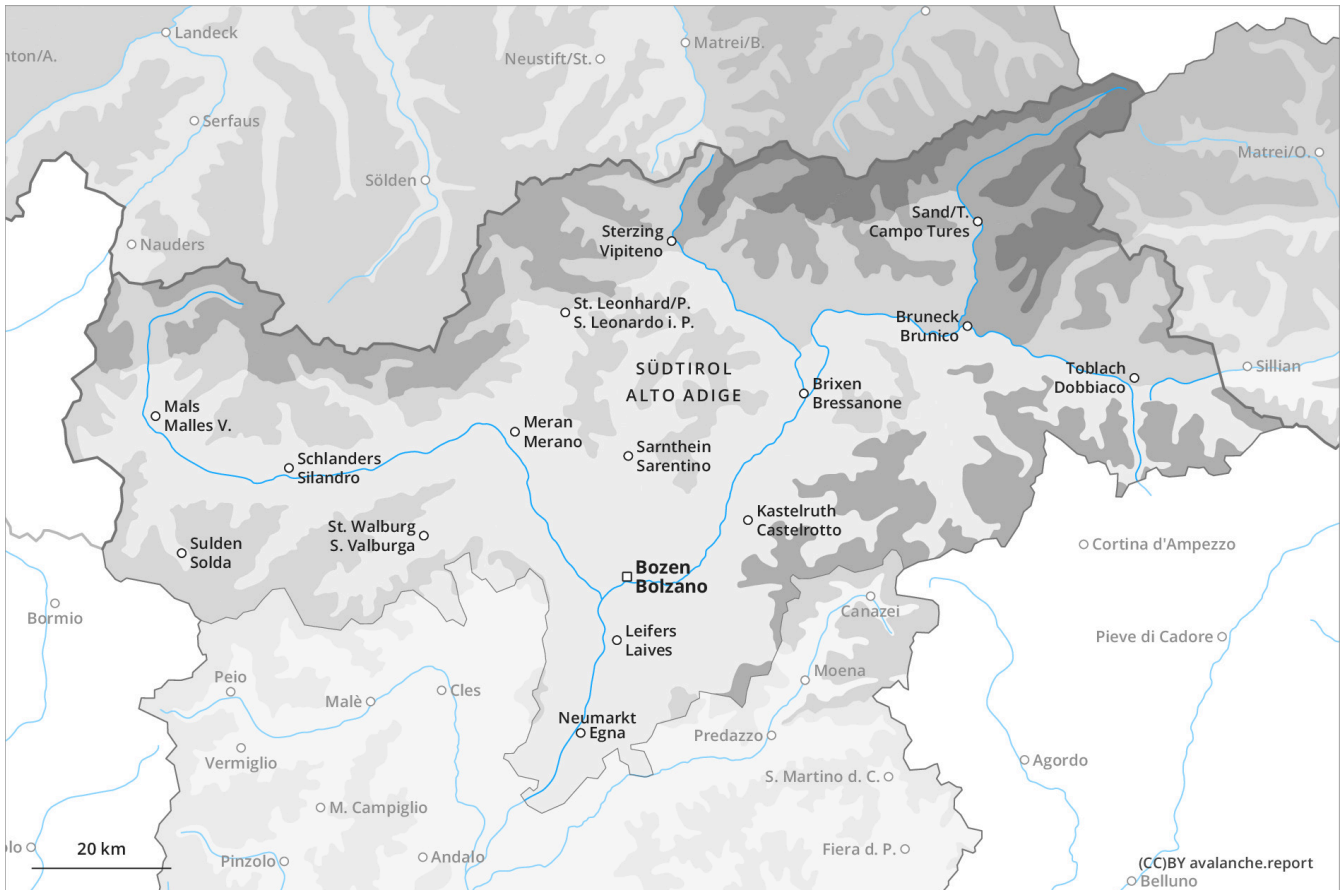 Landeck
Matrei/B.
nton/A.
Neustift/St.
Serfaus
Matrei/O.
Sölden
Sand/T.
Campo Tures
Sterzing
Vipiteno
Nauders
St. Leonhard/P.
S. Leonardo i. P.
Bruneck
Brunico
SÜDTIROL
ALTO ADIGE
Toblach
Dobbiaco
Sillian
Brixen
Bressanone
Mals
Malles V.
Meran
Merano
Schlanders
Silandro
Sarnthein
Sarentino
St. Walburg
S. Valburga
Kastelruth
Castelrotto
Sulden
Solda
Cortina d'Ampezzo
Bozen
Bolzano
Bormio
Canazei
Leifers
Laives
Pieve di Cadore
Peio
Moena
Malè
Cles
Neumarkt
Egna
Predazzo
Vermiglio
Agordo
S. Martino d. C.
M. Campiglio
20 km
Pinzolo
Andalo
Fiera d. P.
(CC)BY avalanche.report
Belluno